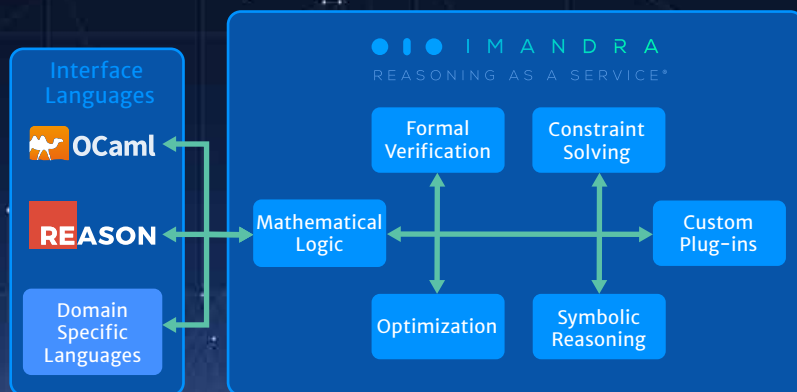 Interface
Languages
OCaml
REASON
Domain
Specific
Languages
IMANDRA
REASONING AS A SERVICE®
Formal
Verification
Constraint
Solving
Mathematical
Logic
Custom
Plug-ins
Optimization
Symbolic
Reasoning